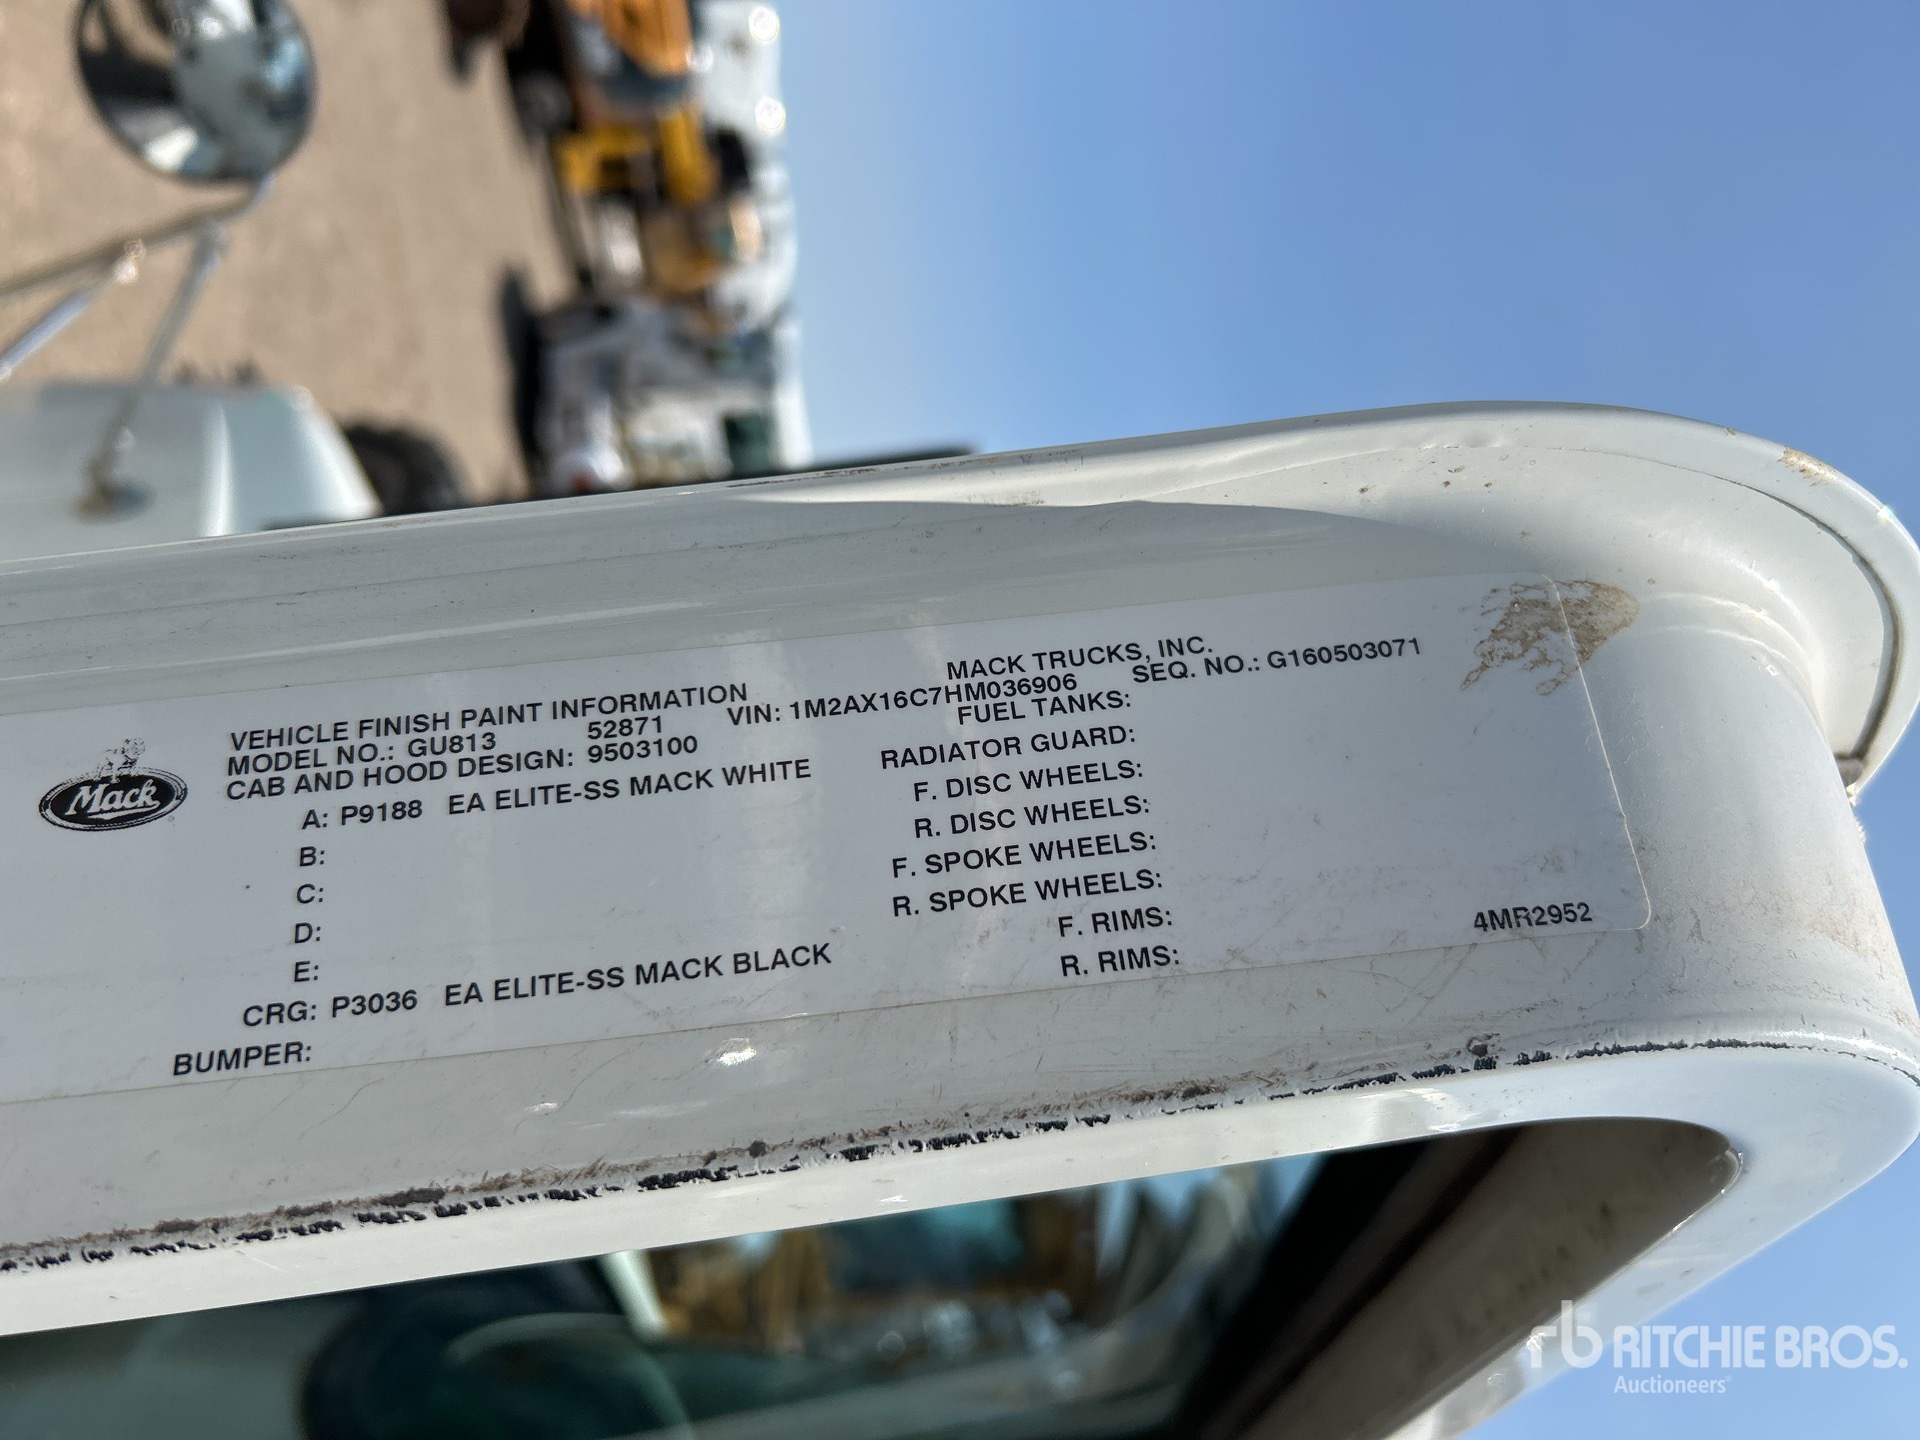 MACK TRUCKS, INC.
VEHICLE FINISH PAINT INFORMATION
MODEL NO.: GU813 52871 VIN: 1M2AX16C7HM036906 SEQ. NO.: G160503071
CAB AND HOOD DESIGN: 9503100 FUEL TANKS:
A: P9188 EA ELITE-SS MACK WHITE RADIATOR GUARD:
B: F. DISC WHEELS:
C: R. DISC WHEELS:
D: F. SPOKE WHEELS:
E: R. SPOKE WHEELS:
CRG: P3036 EA ELITE-SS MACK BLACK F. RIMS:
BUMPER: R. RIMS:
4MR2952
Mack
rb RITCHIE BROS.
Auctioneers